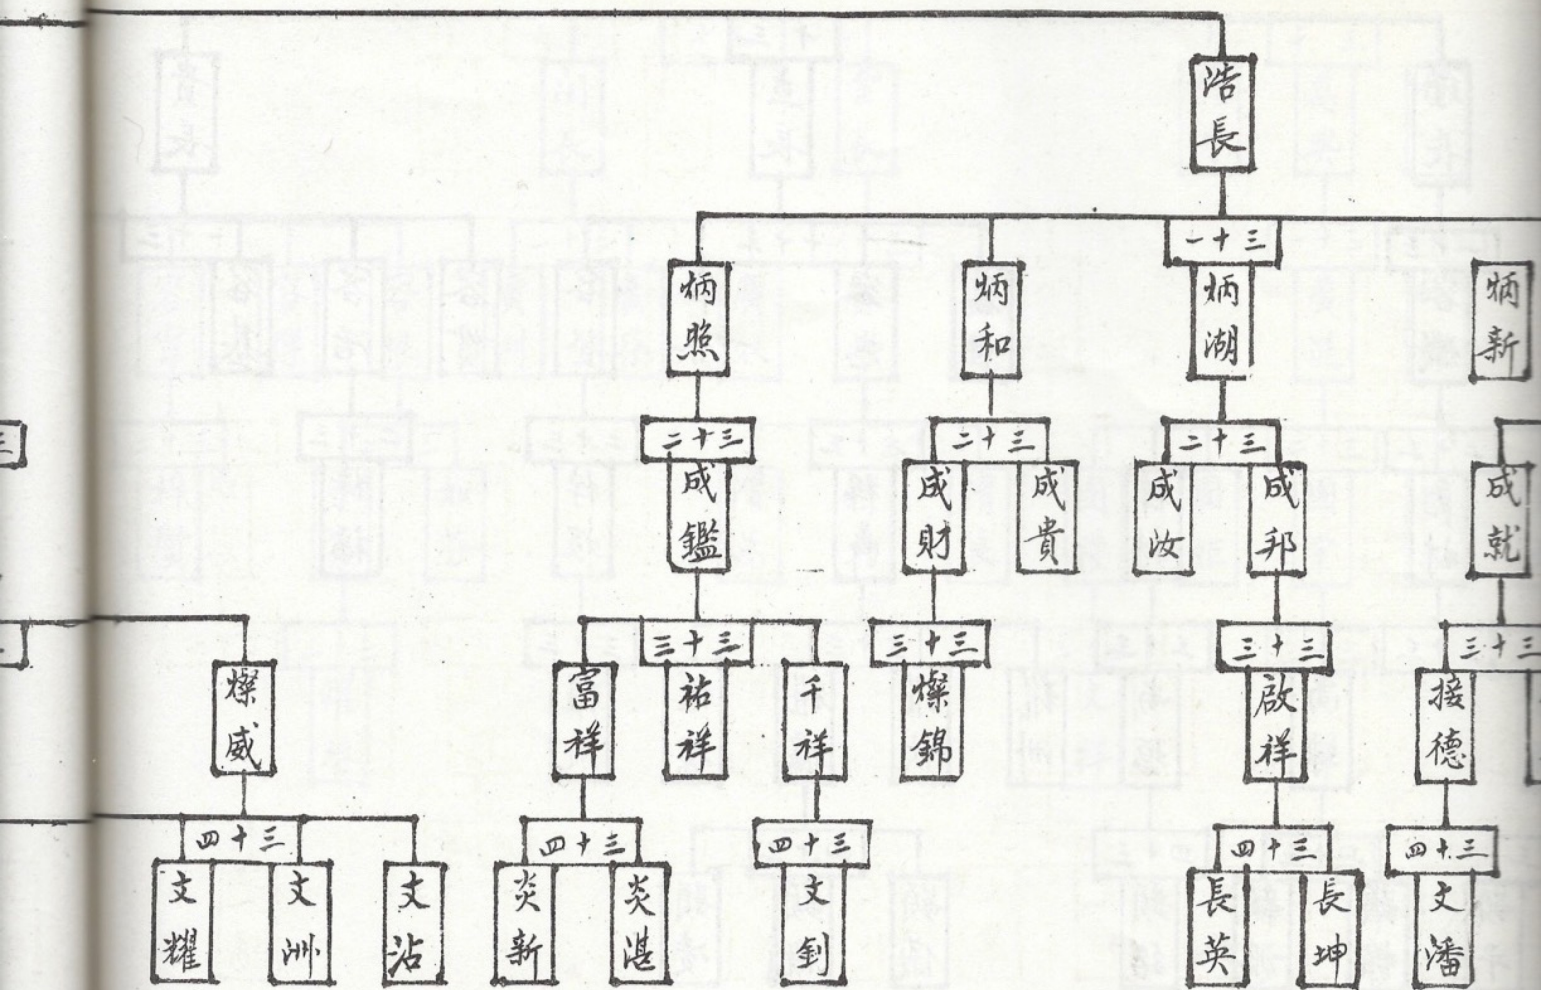 浩長
三十一
炳新
炳湖
炳和
炳照
三十二
三十二
三十二
成就
成邦
成汝
成貴
成財
成鑑
三十三
三十三
三十三
三十三
接德
啟祥
燦錦
千祥
祐祥
富祥
燦威
三十四
三十四
三十四
三十四
三十四
文潘
長坤
長英
文釗
炎湛
炎新
文沾
文洲
文耀